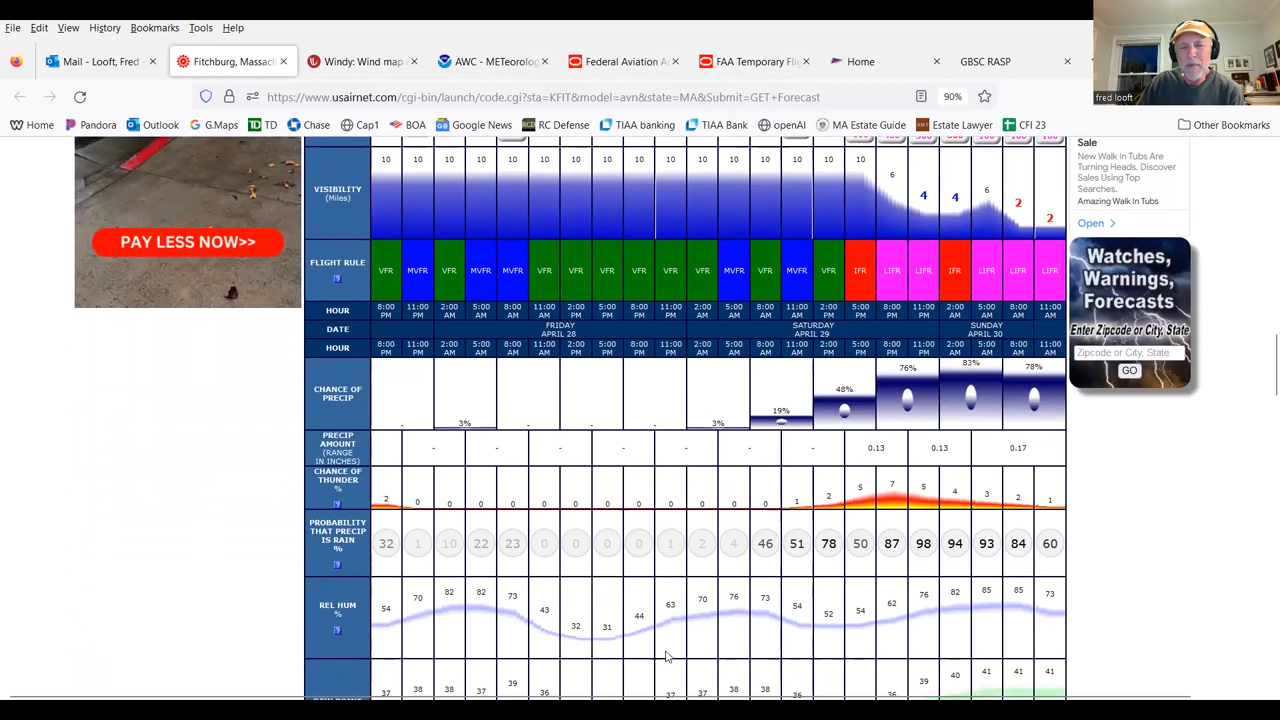 File Edit View History Bookmarks Tools Help
Mail - Looft, Fred - × Fitchburg, Massach × Windy: Wind map × AWC - METeorolog × Federal Aviation A × FAA Temporary Flig × Home × GBSC RASP ×
https://www.usairnet.com/cgi-bin/launch/code.cgi?sta=KFIT&model=avn&state=MA&Submit=GET+Forecast 90%
fred looft
Home Pandora Outlook G.Maps TD Chase Cap1 BOA Google News RC Defense TIAA banking TIAA Bank openAI MA Estate Guide Estate Lawyer CFI 23 Other Bookmarks
PAY LESS NOW>>
VISIBILITY
(Miles)
10 10 10 10 10 10 10 10 10 10 10 10 10 10 10 10 6 4 4 6 2 2
FLIGHT RULE
?
VFR MVFR VFR MVFR MVFR VFR VFR VFR VFR VFR VFR MVFR VFR MVFR VFR IFR LIFR LIFR IFR LIFR LIFR LIFR
HOUR
8:00 PM 11:00 PM 2:00 AM 5:00 AM 8:00 AM 11:00 AM 2:00 PM 5:00 PM 8:00 PM 11:00 PM 2:00 AM 5:00 AM 8:00 AM 11:00 AM 2:00 PM 5:00 PM 8:00 PM 11:00 PM 2:00 AM 5:00 AM 8:00 AM 11:00 AM
DATE
FRIDAY APRIL 28 SATURDAY APRIL 29 SUNDAY APRIL 30
HOUR
8:00 PM 11:00 PM 2:00 AM 5:00 AM 8:00 AM 11:00 AM 2:00 PM 5:00 PM 8:00 PM 11:00 PM 2:00 AM 5:00 AM 8:00 AM 11:00 AM 2:00 PM 5:00 PM 8:00 PM 11:00 PM 2:00 AM 5:00 AM 8:00 AM 11:00 AM
CHANCE OF
PRECIP
- 3% - - - 3% 19% 48% 76% 83% 78%
PRECIP
AMOUNT
(RANGE
IN INCHES)
- - - - - - - 0.13 0.13 0.17
CHANCE OF
THUNDER
%
?
2 0 0 0 0 0 0 0 0 0 0 0 0 1 2 5 7 5 4 3 2 1
PROBABILITY
THAT PRECIP
IS RAIN
%
?
32 1 10 22 23 0 0 0 0 1 2 4 46 51 78 50 87 98 94 93 84 60
REL HUM
%
?
54 70 82 82 73 43 32 31 44 63 70 76 73 54 52 54 62 76 82 85 85 73
37 38 38 37 39 36 37 37 38 38 36 36 39 40 41 41 41
Sale
New Walk In Tubs Are
Turning Heads. Discover
Sales Using Top
Searches.
Amazing Walk In Tubs
Open >
Watches,
Warnings,
Forecasts
Enter Zipcode or City, State
Zipcode or City, State
GO